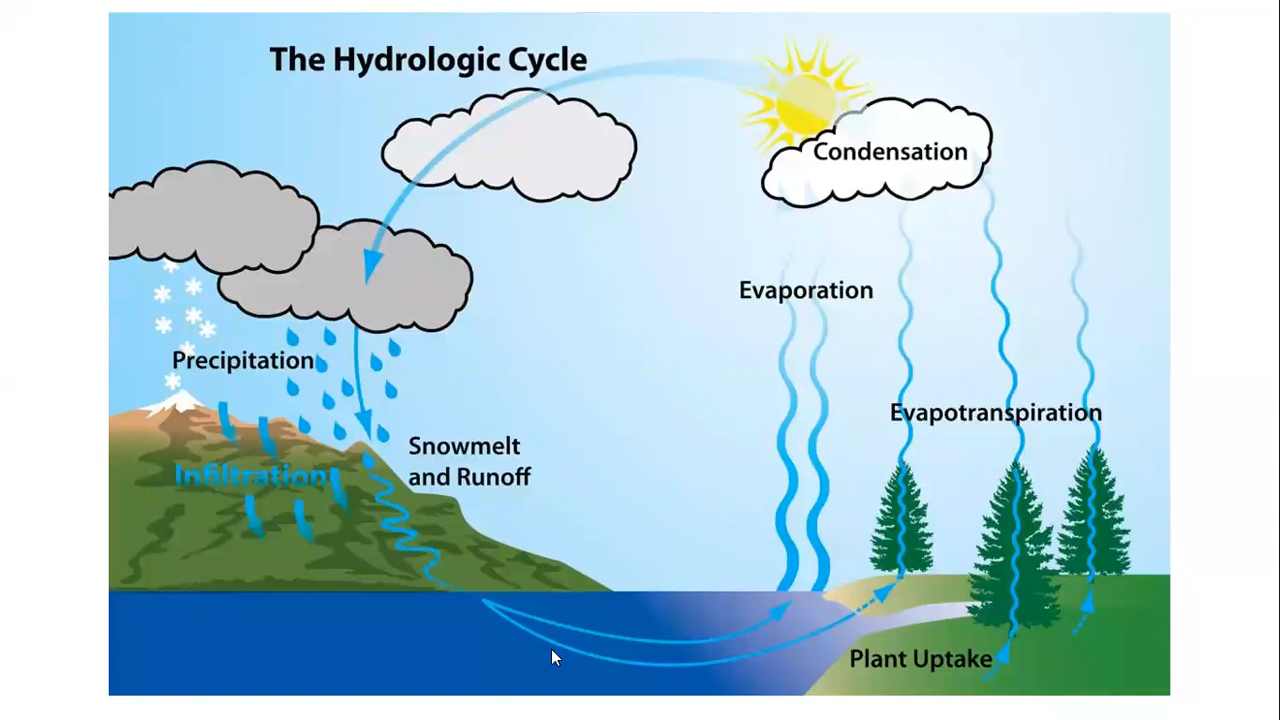 The Hydrologic Cycle
Condensation
Evaporation
Precipitation
Evapotranspiration
Snowmelt
and Runoff
Infiltration
Plant Uptake